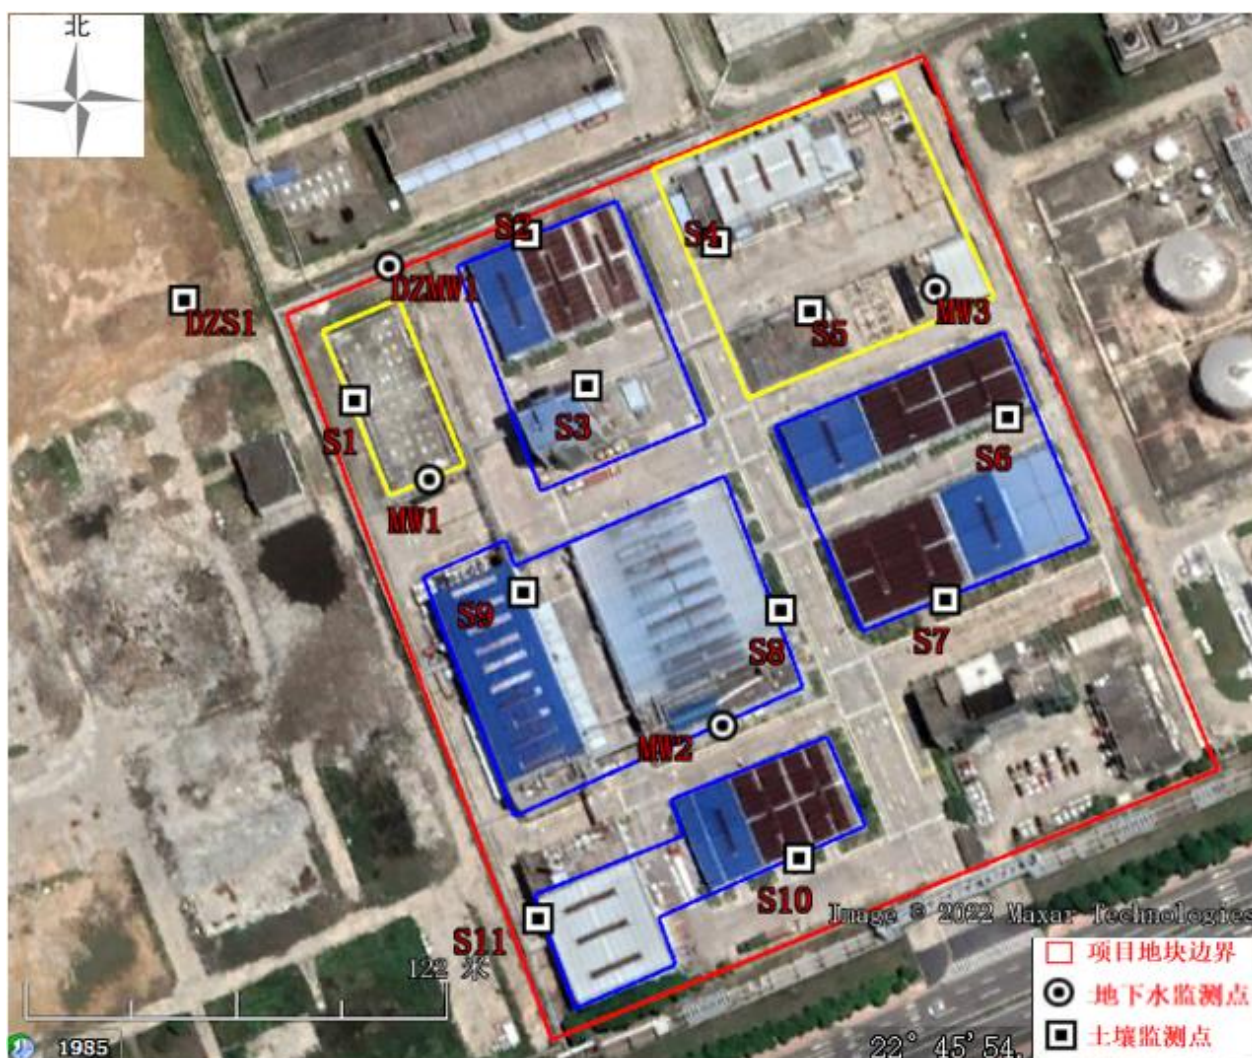 北
S2
S4
DZMW1
DZS1
MW3
S5
S1
S3
S6
MW1
S9
S7
S8
MW2
S10
Image © 2022 Maxar Technologies
S11
122 米
项目地块边界
地下水监测点
土壤监测点
1985
22° 45′ 54.